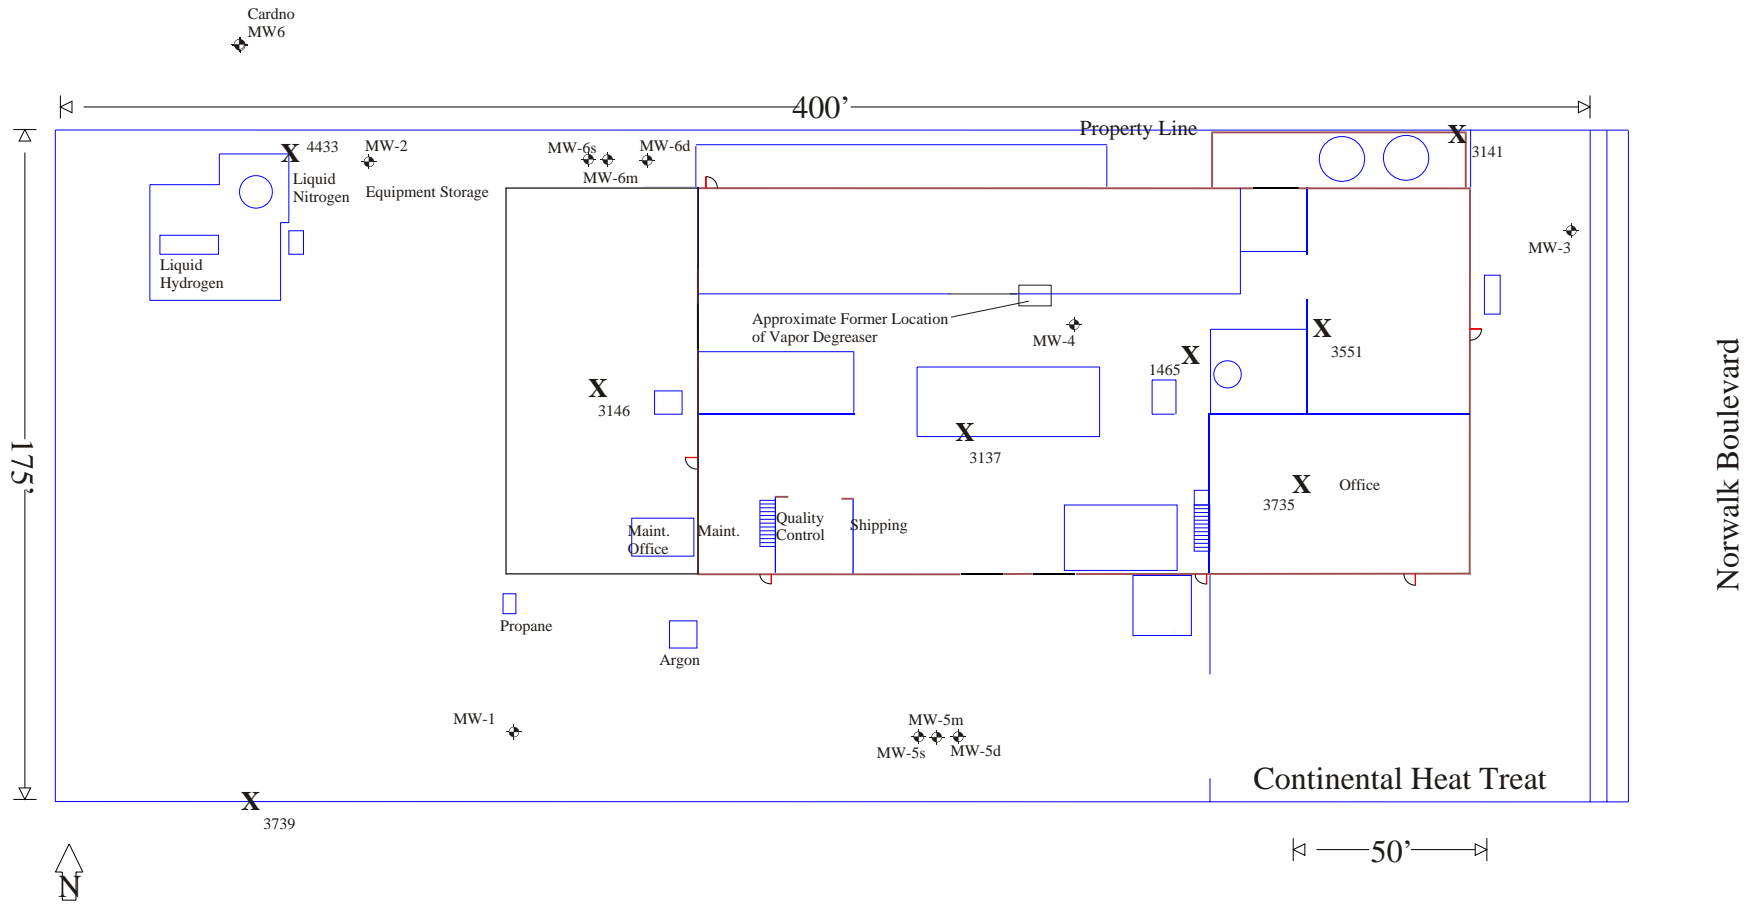 Cardno
MW6
400’
Property Line
X
3141
X
4433
MW-2
MW-6s
MW-6d
MW-6m
Liquid
Nitrogen
Equipment Storage
MW-3
Liquid
Hydrogen
Approximate Former Location
of Vapor Degreaser
MW-4
X
3551
X
1465
X
3146
X
3137
175’
Norwalk Boulevard
X
3735
Office
Maint.
Office
Maint.
Quality
Control
Shipping
Propane
Argon
MW-1
MW-5m
MW-5s
MW-5d
Continental Heat Treat
X
3739
50’
N